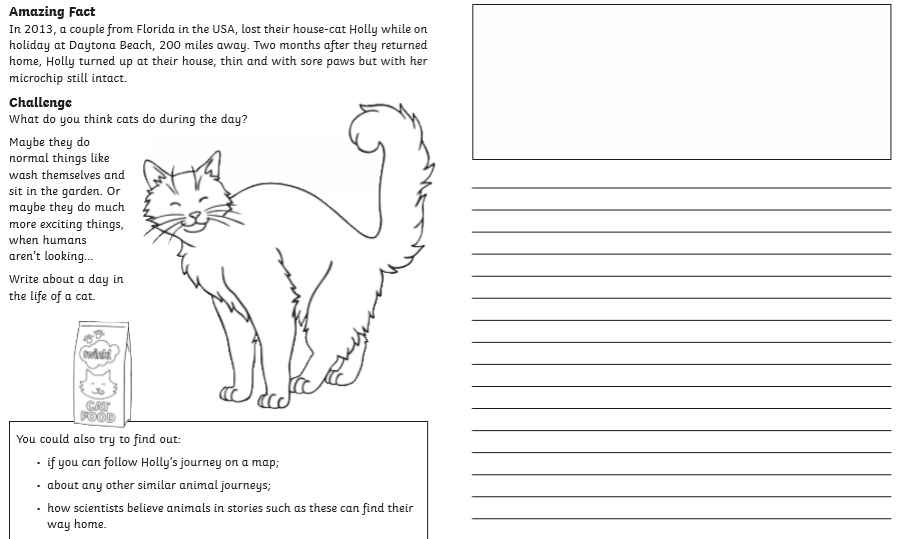 Amazing Fact
In 2013, a couple from Florida in the USA, lost their house-cat Holly while on
holiday at Daytona Beach, 200 miles away. Two months after they returned
home, Holly turned up at their house, thin and with sore paws but with her
microchip still intact.
Challenge
What do you think cats do during the day?
Maybe they do
normal things like
wash themselves and
sit in the garden. Or
maybe they do much
more exciting things,
when humans
aren't looking...
Write about a day in
the life of a cat.
twinkl
CAT
FOOD
You could also try to find out:
• if you can follow Holly's journey on a map;
• about any other similar animal journeys;
• how scientists believe animals in stories such as these can find their
way home.